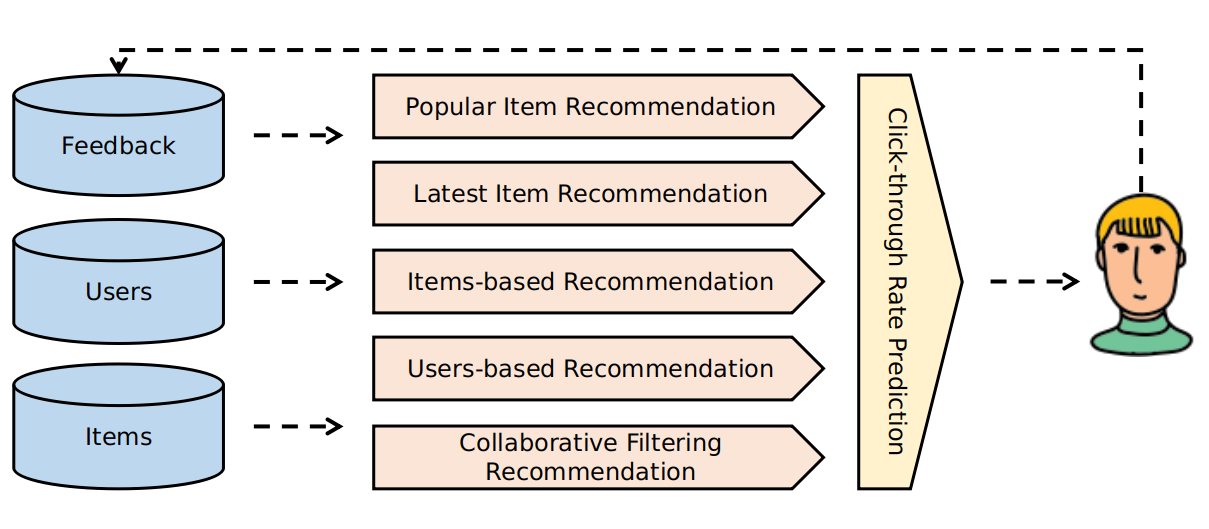 Feedback
Users
Items
Popular Item Recommendation
Latest Item Recommendation
Items-based Recommendation
Users-based Recommendation
Collaborative Filtering
Recommendation
Click-through Rate Prediction